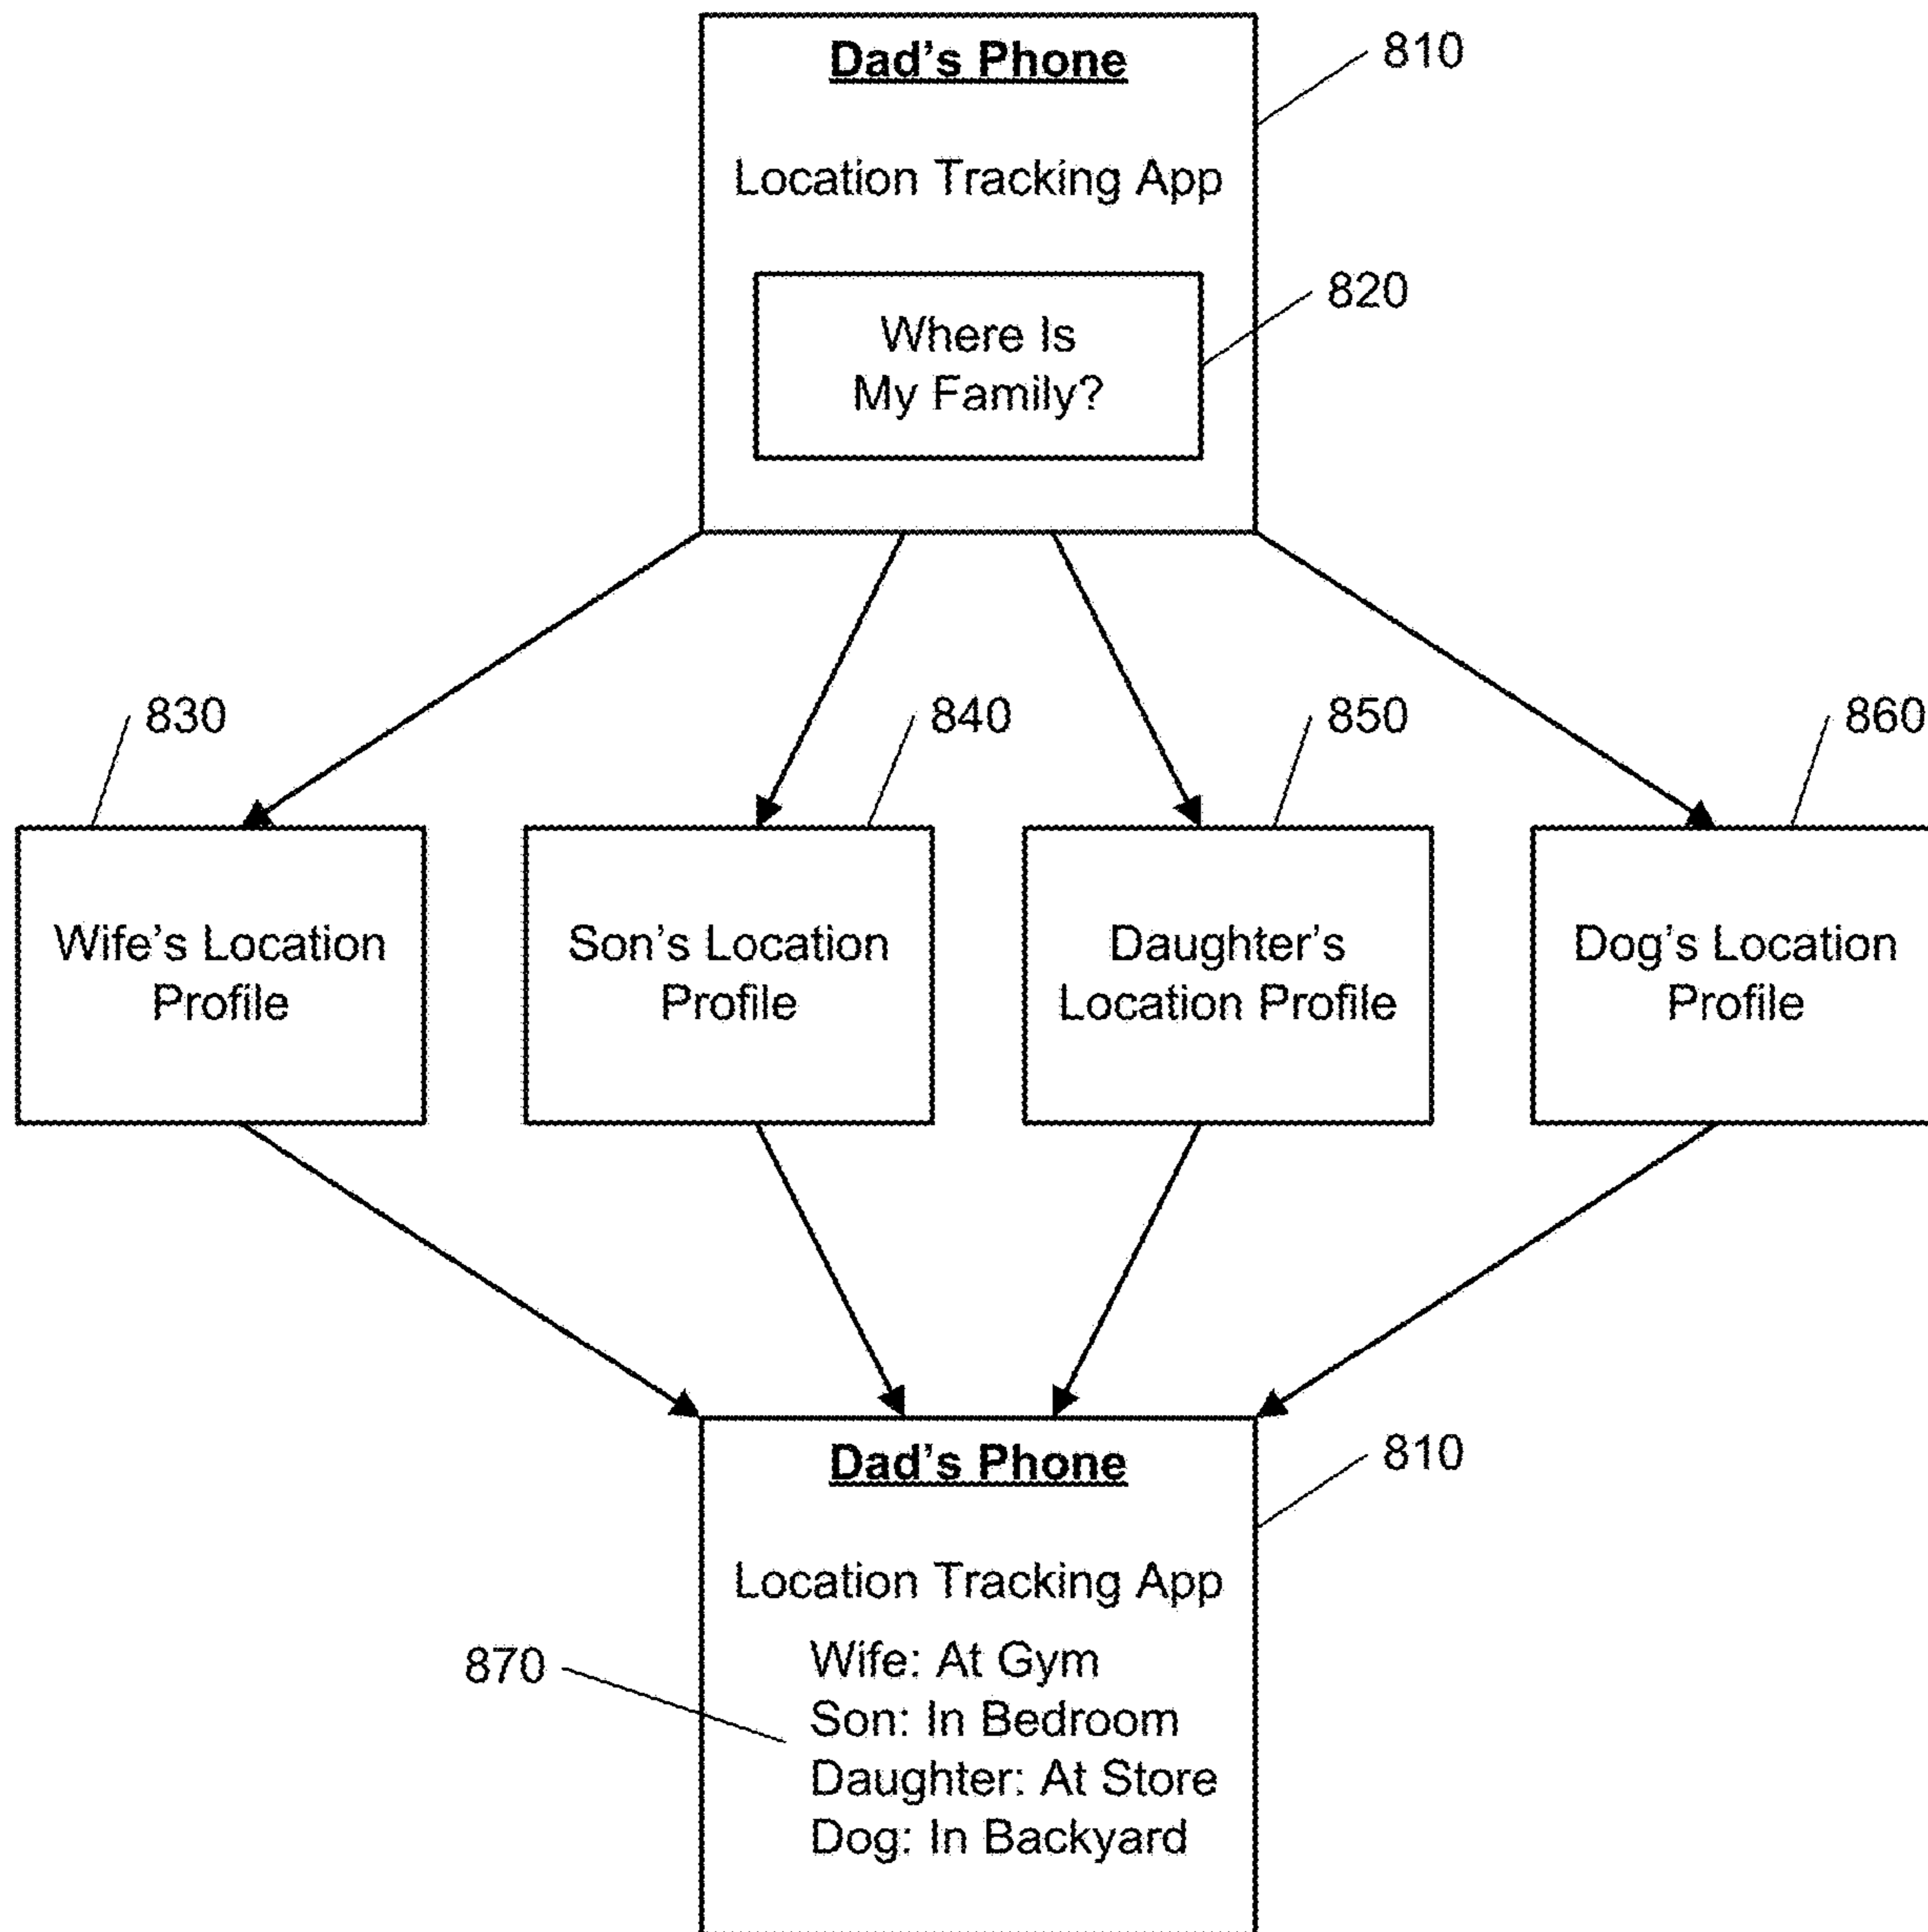 Dad's Phone
810
Location Tracking App
820
Where Is
My Family?
830
840
850
860
Wife's Location
Profile
Son's Location
Profile
Daughter's
Location Profile
Dog's Location
Profile
Dad's Phone
810
Location Tracking App
870
Wife: At Gym
Son: In Bedroom
Daughter: At Store
Dog: In Backyard